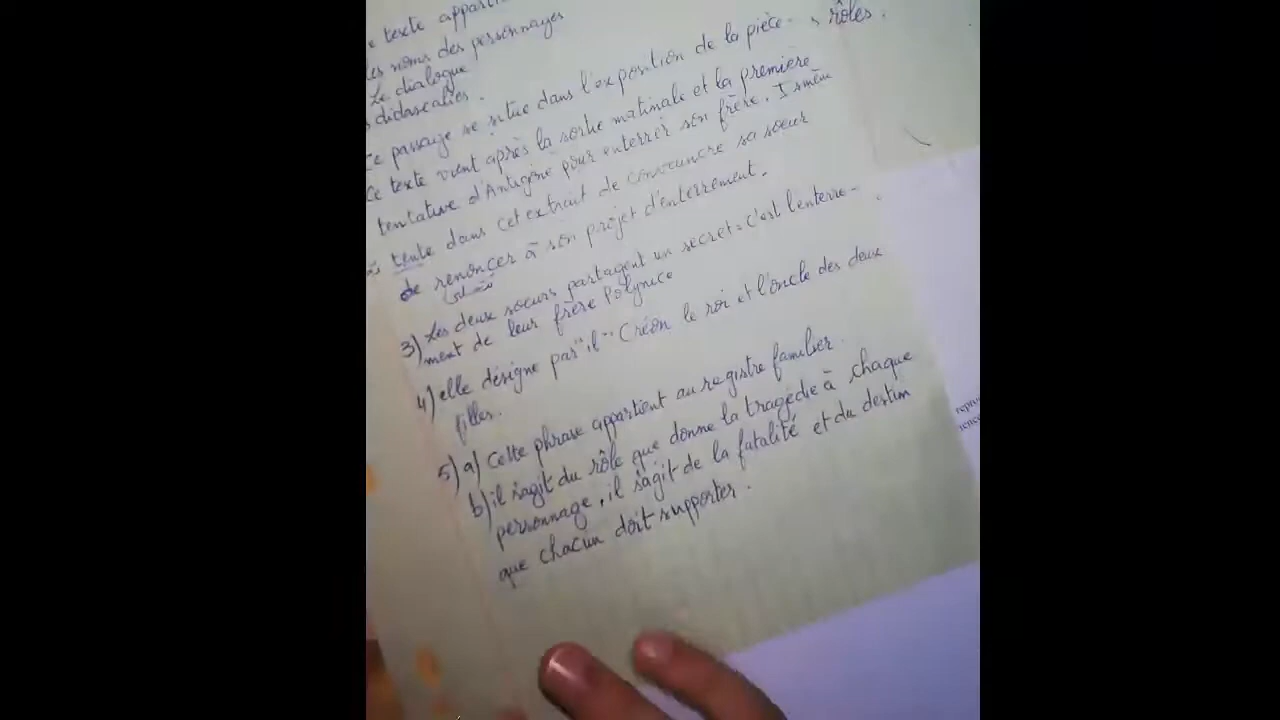 texte
les noms des personnages
Le dialogue
didascalies.
Ce passage se situe dans l'exposition de la pièce- rôles.
Ce texte vient après la sortie matinale et la première
tentative d'Antigone pour enterrer son frère. Ismène
tente dans cet extrait de convaincre sa soeur
de renoncer à son projet d'enterrement.
3) Les deux soeurs partagent un secret: c'est l'enterre-
ment de leur frère Polynice
4) elle désigne par "il": Créon le roi et l'oncle des deux
filles.
5) a) Cette phrase appartient au registre familier.
b) il s'agit du rôle que donne la tragédie à chaque
personnage, il s'agit de la fatalité et du destin
que chacun doit supporter.